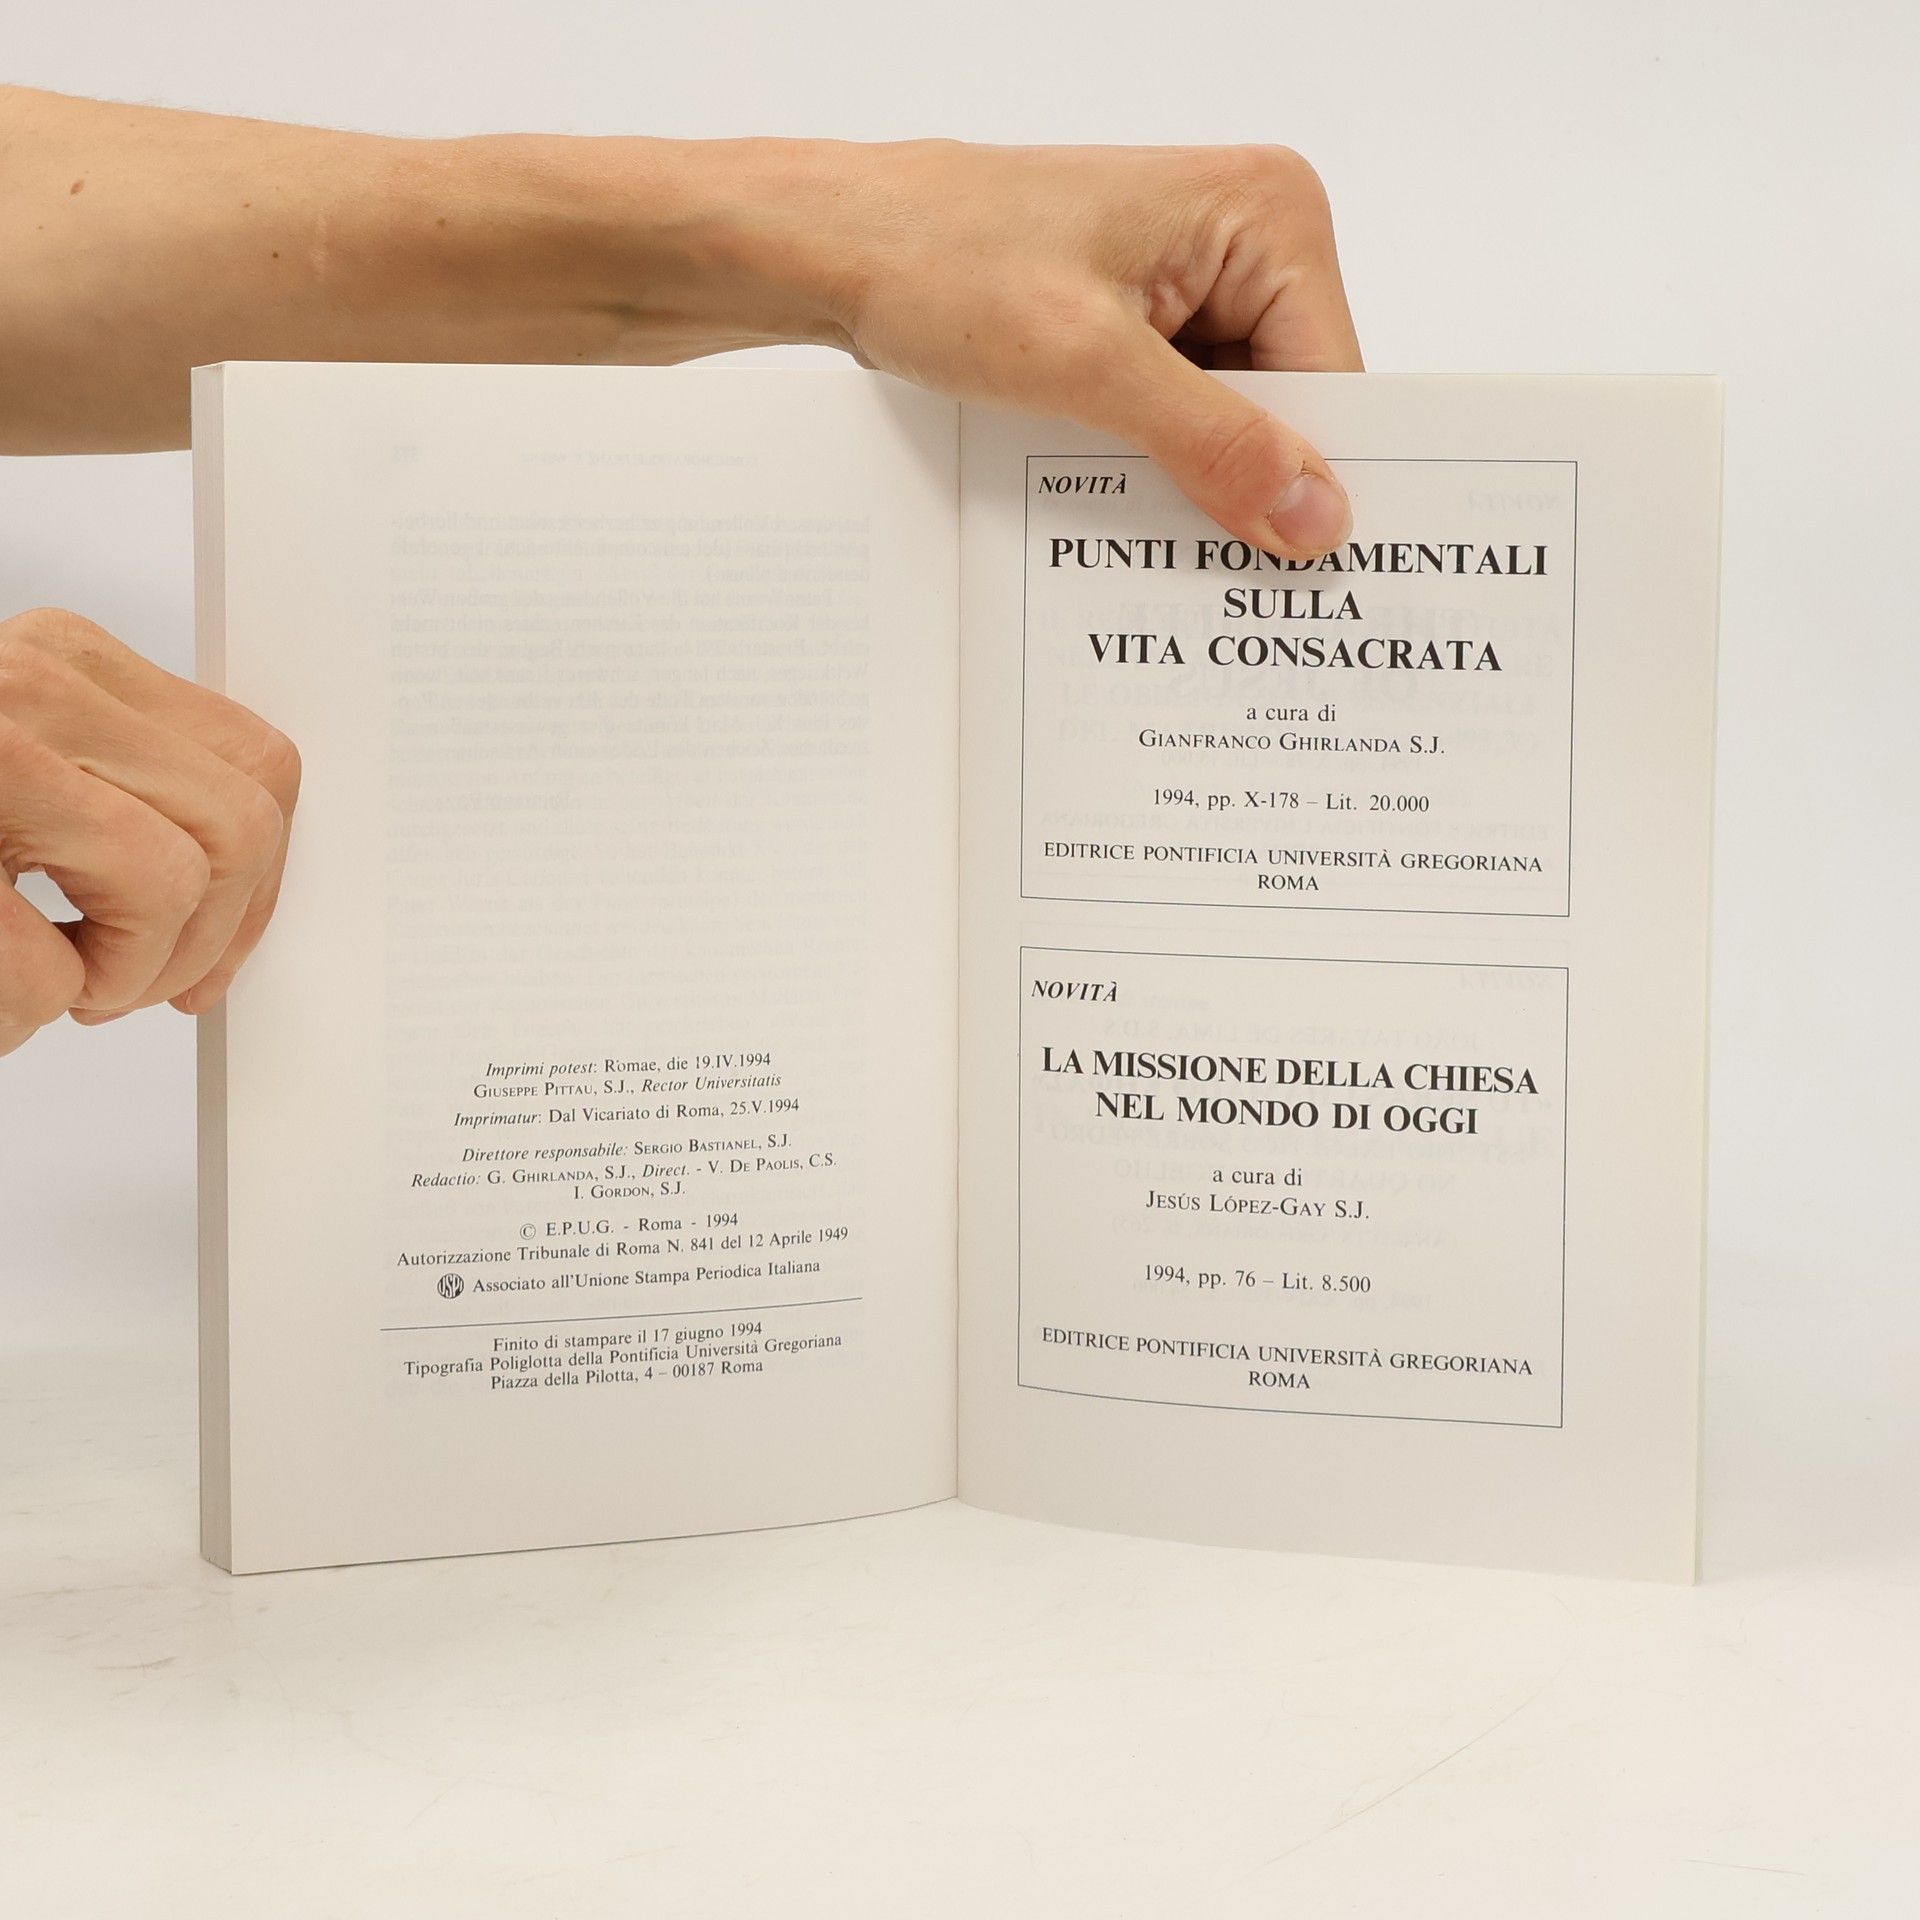 Imprimi potest: Romae, die 19.IV.1994
GIUSEPPE PITTAU, S.J., Rector Universitatis
Imprimatur: Dal Vicariato di Roma, 25.V.1994
Direttore responsabile: SERGIO BASTIANEL, S.J.
Redactio: G. GHIRLANDA, S.J., Direct. - V. DE PAOLIS, C.S.
I. GORDON, S.J.
© E.P.U.G. - Roma - 1994
Autorizzazione Tribunale di Roma N. 841 del 12 Aprile 1949
USPI Associato all'Unione Stampa Periodica Italiana
Finito di stampare il 17 giugno 1994
Tipografia Poliglotta della Pontificia Università Gregoriana
Piazza della Pilotta, 4 – 00187 Roma
NOVITÀ
PUNTI FONDAMENTALI
SULLA
VITA CONSACRATA
a cura di
GIANFRANCO GHIRLANDA S.J.
1994, pp. X-178 – Lit. 20.000
EDITRICE PONTIFICIA UNIVERSITÀ GREGORIANA
ROMA
NOVITÀ
LA MISSIONE DELLA CHIESA
NEL MONDO DI OGGI
a cura di
JESÚS LÓPEZ-GAY S.J.
1994, pp. 76 – Lit. 8.500
EDITRICE PONTIFICIA UNIVERSITÀ GREGORIANA
ROMA